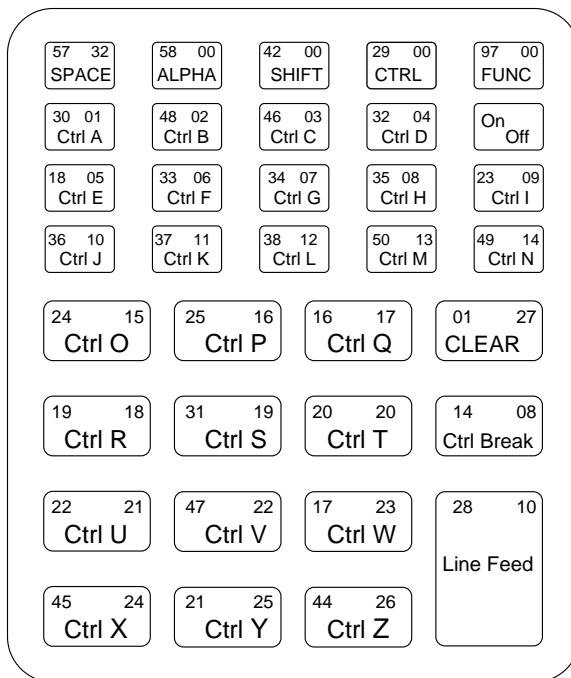 57 32 58 00 42 00 29 00 97 00
SPACE ALPHA SHIFT CTRL FUNC
30 01 48 02 46 03 32 04 On
Ctrl A Ctrl B Ctrl C Ctrl D Off
18 05 33 06 34 07 35 08 23 09
Ctrl E Ctrl F Ctrl G Ctrl H Ctrl I
36 10 37 11 38 12 50 13 49 14
Ctrl J Ctrl K Ctrl L Ctrl M Ctrl N
24 15 25 16 16 17 01 27
Ctrl O Ctrl P Ctrl Q CLEAR
19 18 31 19 20 20 14 08
Ctrl R Ctrl S Ctrl T Ctrl Break
22 21 47 22 17 23 28 10
Ctrl U Ctrl V Ctrl W
Line Feed
45 24 21 25 44 26
Ctrl X Ctrl Y Ctrl Z